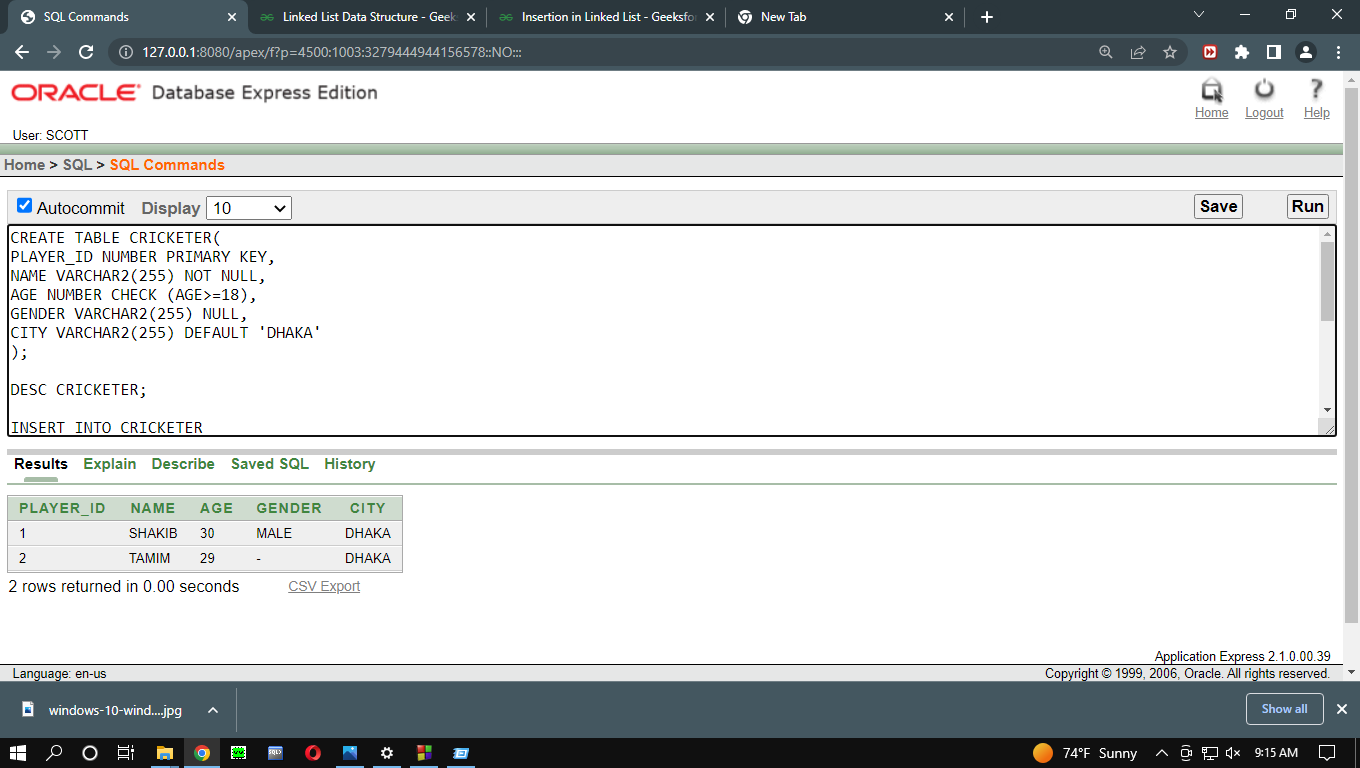 SQL Commands
Linked List Data Structure - Geek
Insertion in Linked List - Geeksfo
New Tab
127.0.0.1:8080/apex/f?p=4500:1003:3279444944156578::NO:::
ORACLE Database Express Edition
Home Logout Help
User: SCOTT
Home > SQL > SQL Commands
Autocommit Display 10 Save Run
CREATE TABLE CRICKETER(
PLAYER_ID NUMBER PRIMARY KEY,
NAME VARCHAR2(255) NOT NULL,
AGE NUMBER CHECK (AGE>=18),
GENDER VARCHAR2(255) NULL,
CITY VARCHAR2(255) DEFAULT 'DHAKA'
);
DESC CRICKETER;
INSERT INTO CRICKETER
Results Explain Describe Saved SQL History
PLAYER_ID NAME AGE GENDER CITY
1 SHAKIB 30 MALE DHAKA
2 TAMIM 29 - DHAKA
2 rows returned in 0.00 seconds CSV Export
Application Express 2.1.0.00.39
Language: en-us Copyright © 1999, 2006, Oracle. All rights reserved.
windows-10-wind....jpg Show all
74°F Sunny 9:15 AM